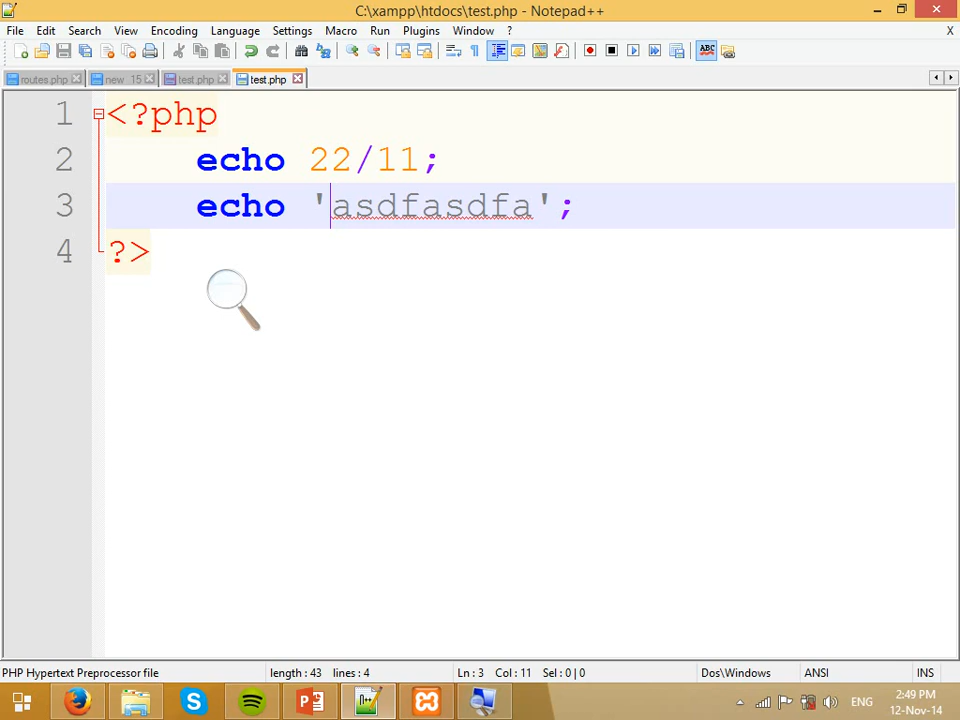 C:\xampp\htdocs\test.php - Notepad++
File Edit Search View Encoding Language Settings Macro Run Plugins Window ? X
ABC
routes.php new 15 test.php test.php
1 <?php
2 echo 22/11;
3 echo 'asdfasdfa';
4 ?>
PHP Hypertext Preprocessor file length : 43 lines : 4 Ln : 3 Col : 11 Sel : 0 | 0 Dos\Windows ANSI INS
ENG 2:49 PM
12-Nov-14